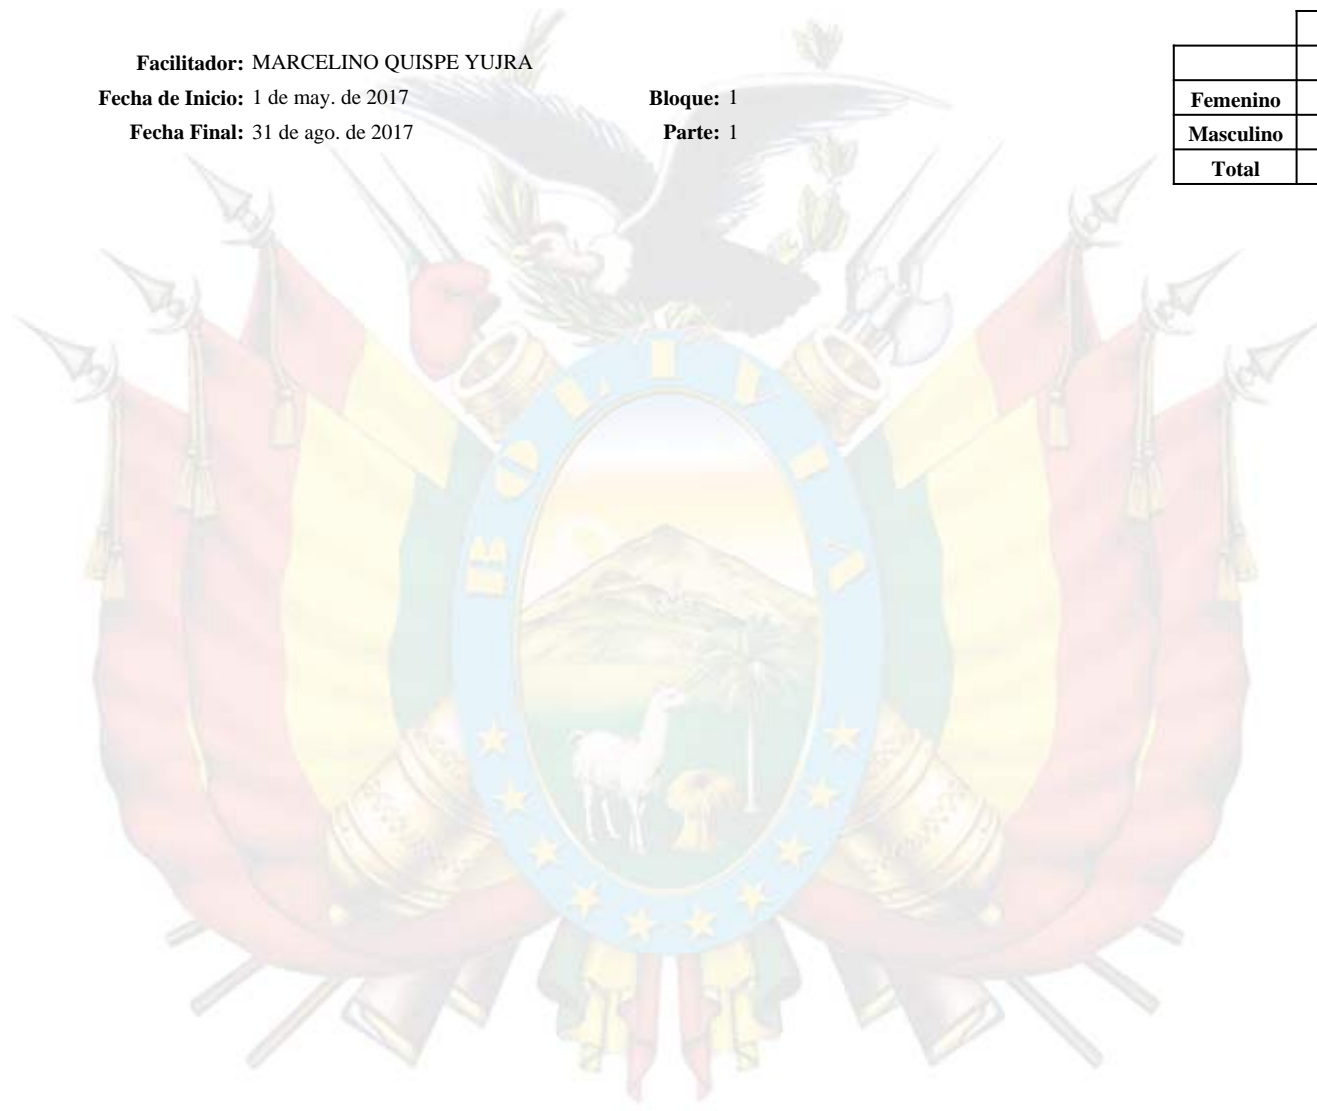 Facilitador: MARCELINO QUISPE YUJRA
Fecha de Inicio: 1 de may. de 2017 Bloque: 1
Fecha Final: 31 de ago. de 2017 Parte: 1
Femenino
Masculino
Total
BOLIVIA